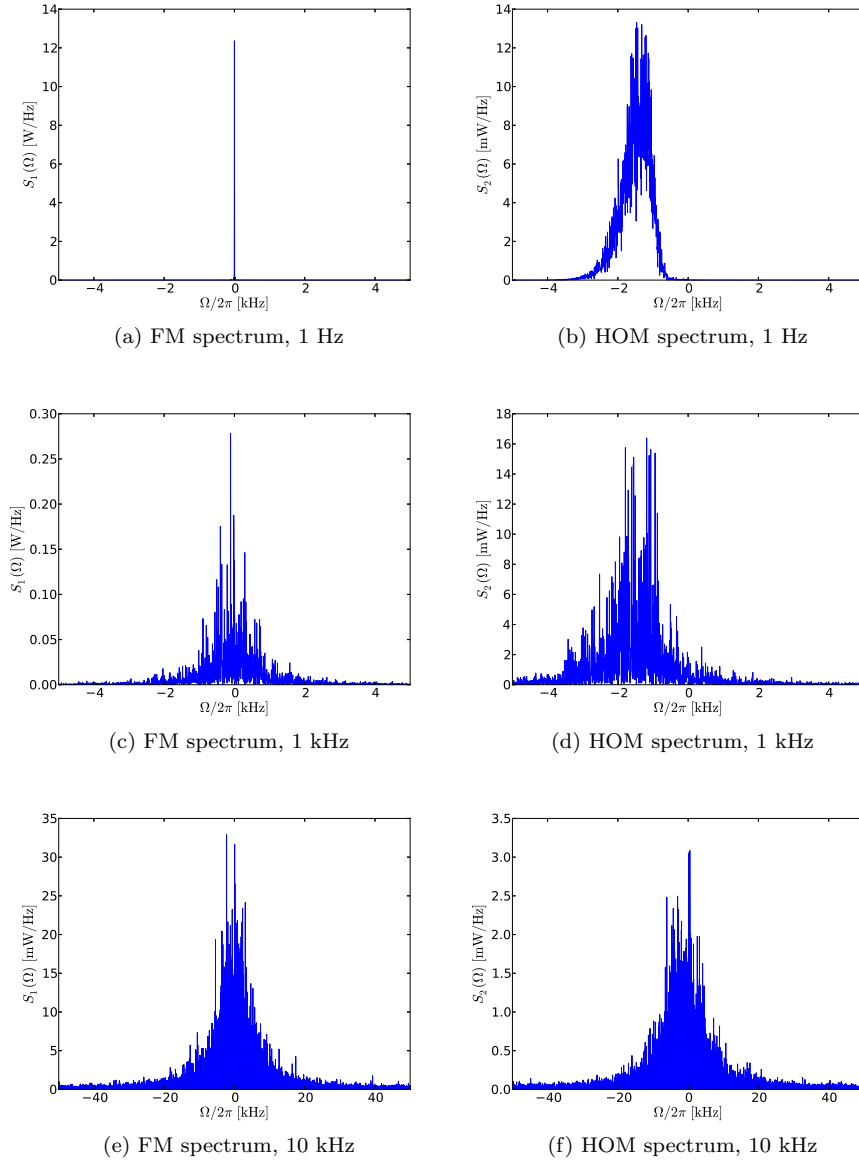 14
12
10
8
6
4
2
0
S₁(Ω) [W/Hz]
−4 −2 0 2 4
Ω/2π [kHz]
(a) FM spectrum, 1 Hz
14
12
10
8
6
4
2
0
S₂(Ω) [mW/Hz]
−4 −2 0 2 4
Ω/2π [kHz]
(b) HOM spectrum, 1 Hz
0.30
0.25
0.20
0.15
0.10
0.05
0.00
S₁(Ω) [W/Hz]
−4 −2 0 2 4
Ω/2π [kHz]
(c) FM spectrum, 1 kHz
18
16
14
12
10
8
6
4
2
0
S₂(Ω) [mW/Hz]
−4 −2 0 2 4
Ω/2π [kHz]
(d) HOM spectrum, 1 kHz
35
30
25
20
15
10
5
0
S₁(Ω) [mW/Hz]
−40 −20 0 20 40
Ω/2π [kHz]
(e) FM spectrum, 10 kHz
3.5
3.0
2.5
2.0
1.5
1.0
0.5
0.0
S₂(Ω) [mW/Hz]
−40 −20 0 20 40
Ω/2π [kHz]
(f) HOM spectrum, 10 kHz